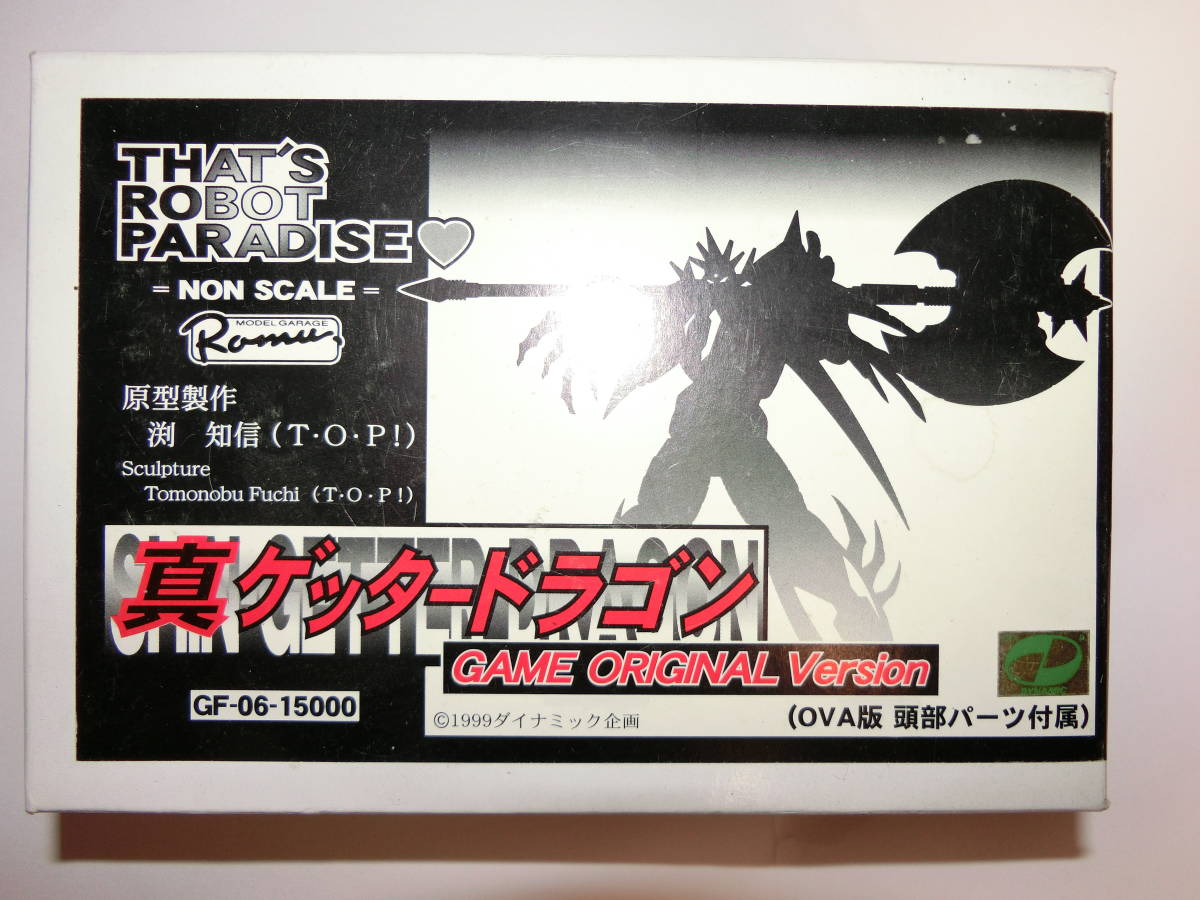 THAT'S
ROBOT
PARADISE♡
= NON SCALE =
MODEL GARAGE
Romu
原型製作
渕　知信（T・O・P!）
Sculpture
Tomonobu Fuchi（T・O・P!）
SHIN GETTER DRAGON
真ゲッタードラゴン
GAME ORIGINAL Version
GF-06-15000
©1999ダイナミック企画
DYNAMIC
（OVA版 頭部パーツ付属）